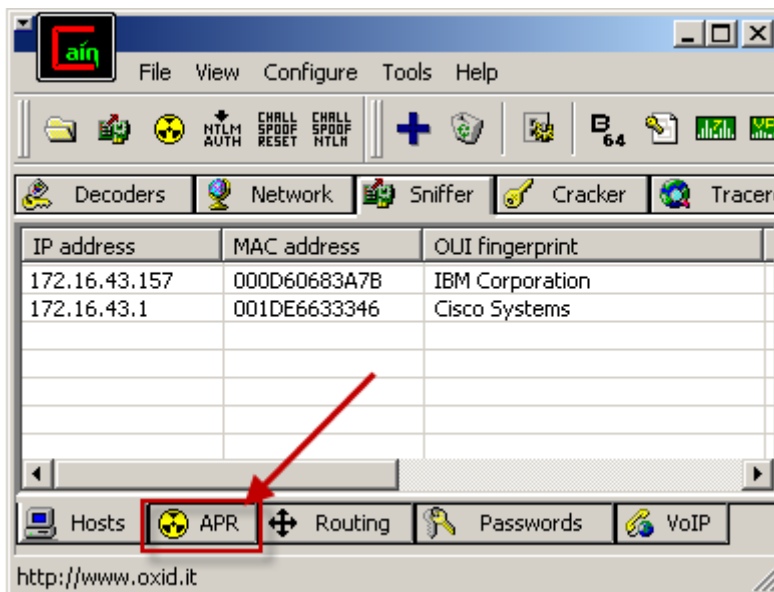 Cain
File View Configure Tools Help
NTLM AUTH CHALL SPOOF RESET CHALL SPOOF NTLM B64
Decoders Network Sniffer Cracker
IP address MAC address OUI fingerprint
172.16.43.157 000D60683A7B IBM Corporation
172.16.43.1 001DE6633346 Cisco Systems
Hosts APR Routing Passwords VoIP
http://www.oxid.it